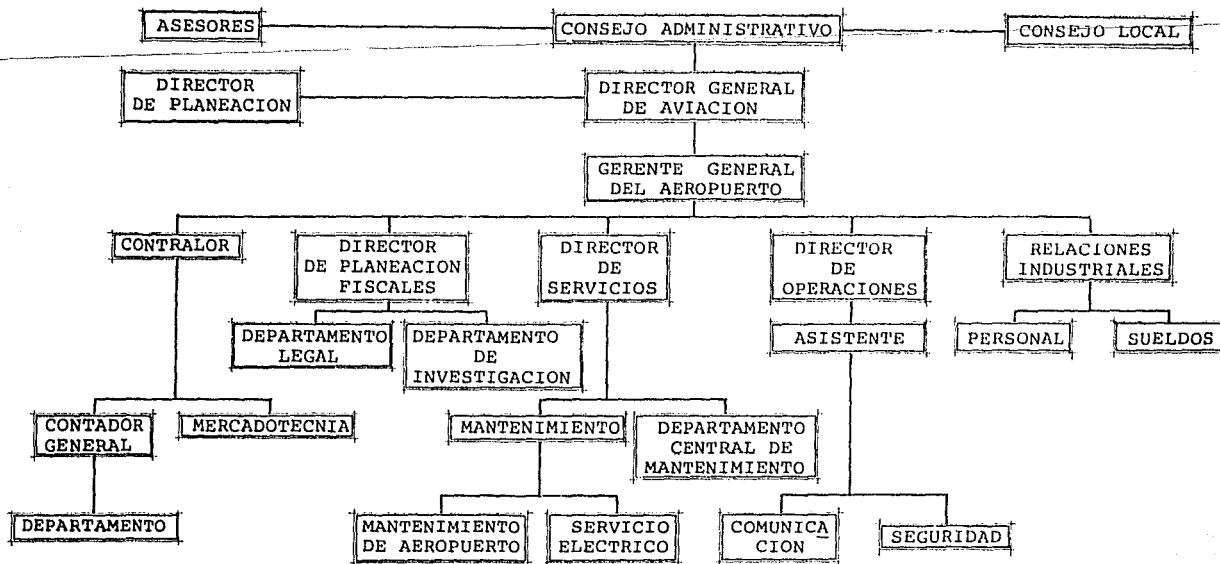 ASESORES
CONSEJO ADMINISTRATIVO
CONSEJO LOCAL
DIRECTOR
DE PLANEACION
DIRECTOR GENERAL
DE AVIACION
GERENTE GENERAL
DEL AEROPUERTO
CONTRALOR
DIRECTOR
DE PLANEACION
FISCALES
DIRECTOR
DE
SERVICIOS
DIRECTOR
DE
OPERACIONES
RELACIONES
INDUSTRIALES
DEPARTAMENTO
LEGAL
DEPARTAMENTO
DE
INVESTIGACION
ASISTENTE
PERSONAL
SUELDOS
CONTADOR
GENERAL
MERCADOTECNIA
MANTENIMIENTO
DEPARTAMENTO
CENTRAL DE
MANTENIMIENTO
DEPARTAMENTO
MANTENIMIENTO
DE AEROPUERTO
SERVICIO
ELECTRICO
COMUNICA
CION
SEGURIDAD